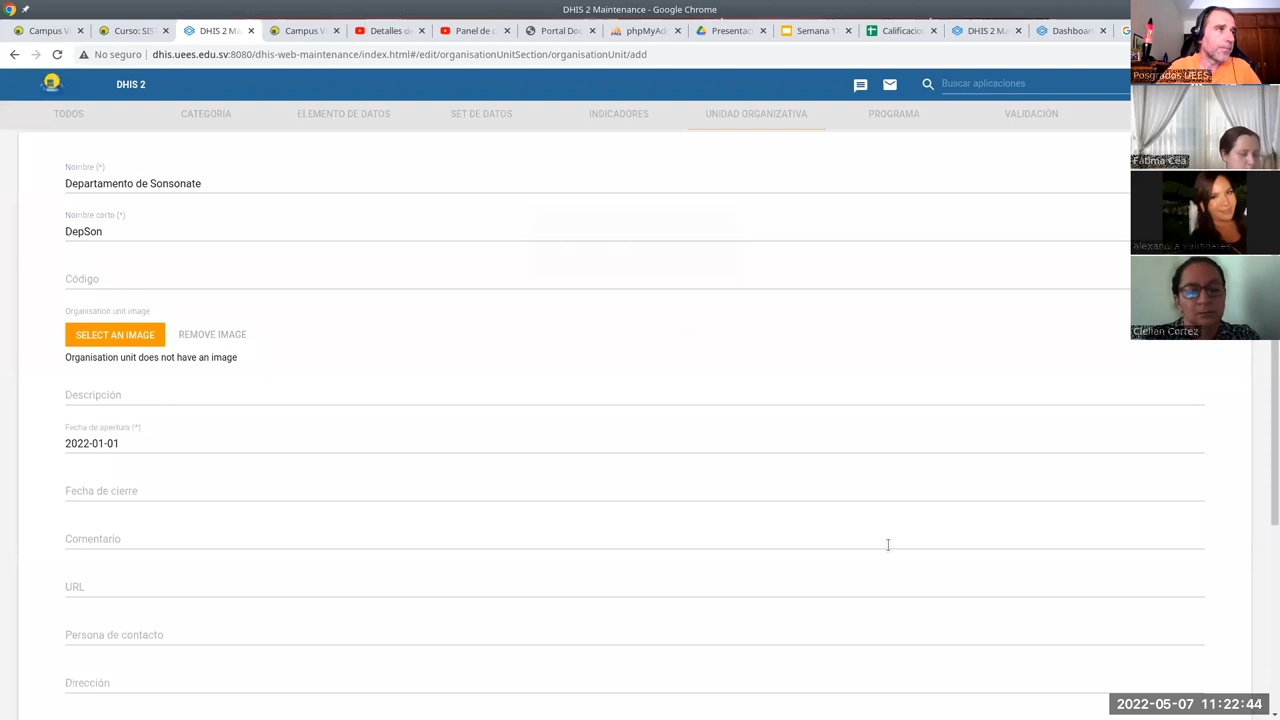 DHIS 2 Maintenance - Google Chrome
Campus V
Curso: SIS
DHIS 2 Ma
Campus V
Detalles d
Panel de c
Portal Doc
phpMyAd
Presentac
Semana 1
Calificacio
DHIS 2 M
Dashboar
No seguro
dhis.uees.edu.sv:8080/dhis-web-maintenance/index.html#/edit/organisationUnitSection/organisationUnit/add
DHIS 2
Buscar aplicaciones
TODOS
CATEGORÍA
ELEMENTO DE DATOS
SET DE DATOS
INDICADORES
UNIDAD ORGANIZATIVA
PROGRAMA
VALIDACIÓN
Nombre (*)
Departamento de Sonsonate
Nombre corto (*)
DepSon
Código
Organisation unit image
SELECT AN IMAGE
REMOVE IMAGE
Organisation unit does not have an image
Descripción
Fecha de apertura (*)
2022-01-01
Fecha de cierre
Comentario
URL
Persona de contacto
Dirección
Posgrados UEES
Fátima Cea
Clelian Cortez
2022-05-07 11:22:44